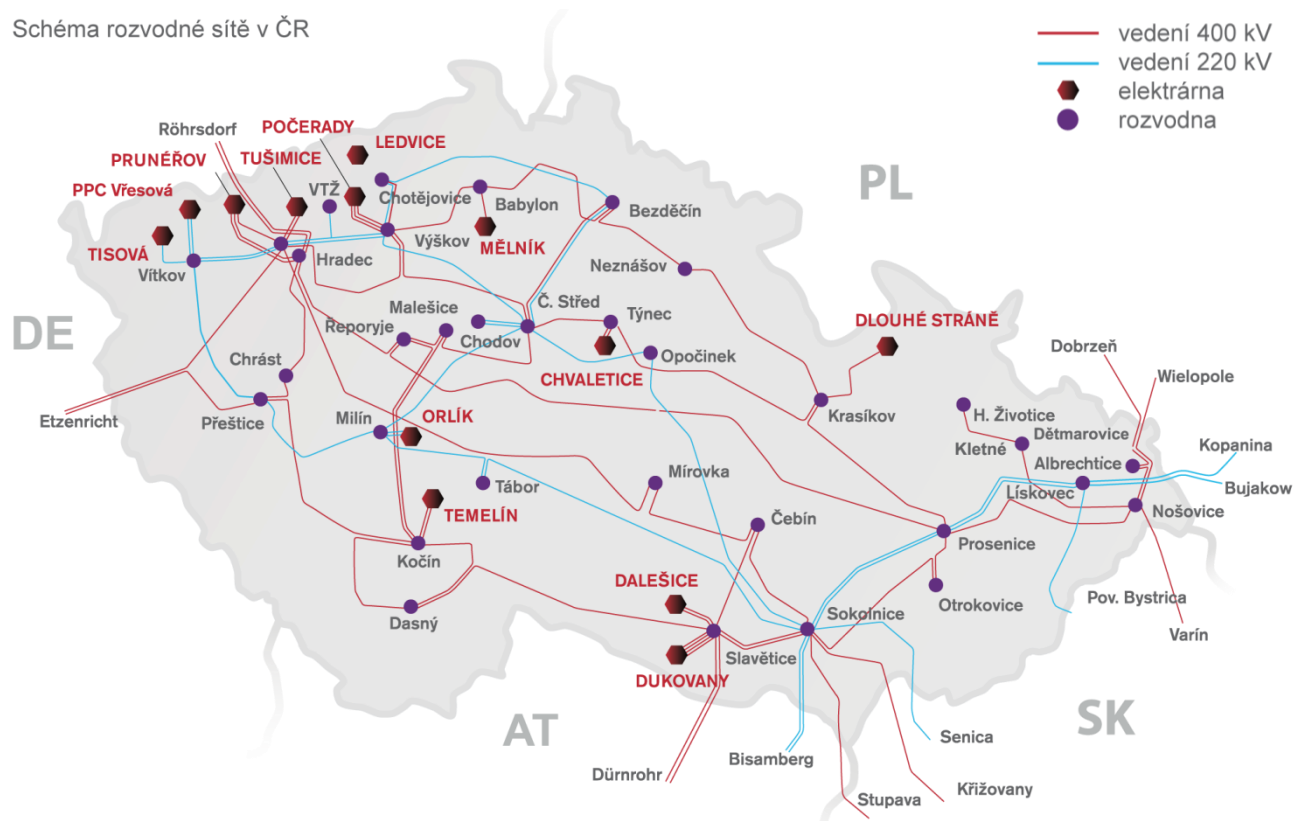 Schéma rozvodné sítě v ČR
vedení 400 kV
vedení 220 kV
elektrárna
rozvodna
Röhrsdorf
POČERADY
LEDVICE
PRUNÉŘOV
TUŠIMICE
PPC Vřesová
VTŽ
Chotějovice
Babylon
Bezděčín
PL
TISOVÁ
Vítkov
Hradec
Výškov
MĚLNÍK
Neznášov
DE
Malešice
Č. Střed
Týnec
Řeporyje
Chodov
Opočinek
DLOUHÉ STRÁNĚ
Chrást
CHVALETICE
Dobrzeň
Wielopole
Etzenricht
Přeštice
Milín
ORLÍK
Krasíkov
H. Životice
Dětmarovice
Kletné
Albrechtice
Kopanina
Lískovec
Bujakow
Mírovka
Tábor
TEMELÍN
Čebín
Nošovice
Kočín
Prosenice
DALEŠICE
Otrokovice
Pov. Bystrica
Dasný
Sokolnice
Varín
Slavětice
DUKOVANY
AT
SK
Senica
Bisamberg
Dürnrohr
Křižovany
Stupava